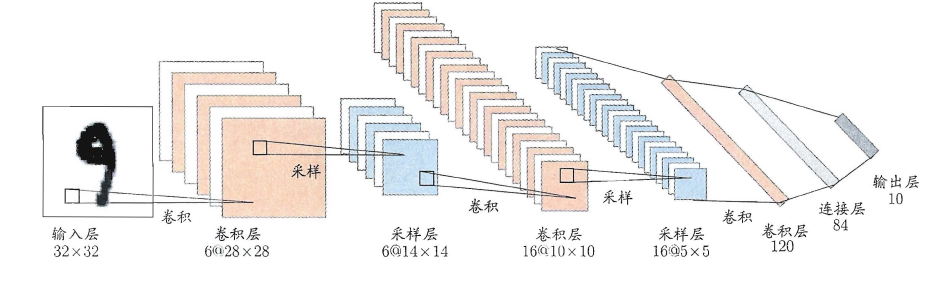 9
采样
卷积
卷积
采样
卷积
输入层
32×32
卷积层
6@28×28
采样层
6@14×14
卷积层
16@10×10
采样层
16@5×5
卷积层
120
连接层
84
输出层
10